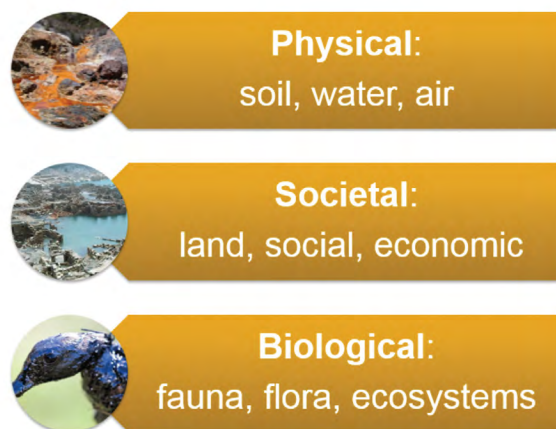 Physical:
soil, water, air
Societal:
land, social, economic
Biological:
fauna, flora, ecosystems